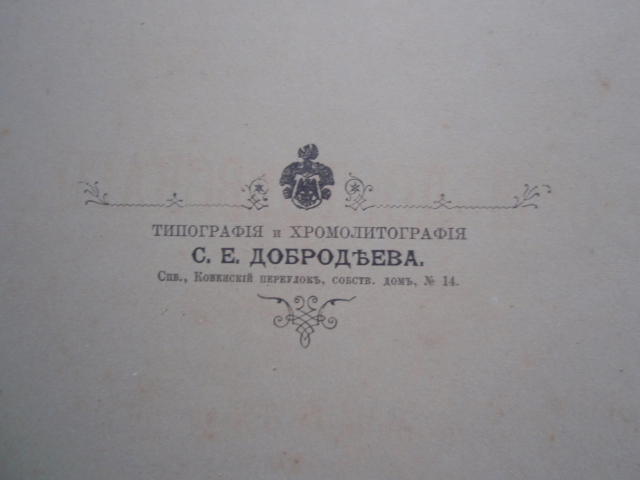 ТИПОГРАФІЯ и ХРОМОЛИТОГРАФІЯ
С. Е. ДОБРОДѢЕВА.
Спб., Ковенскій переулокъ, собств. домъ, № 14.